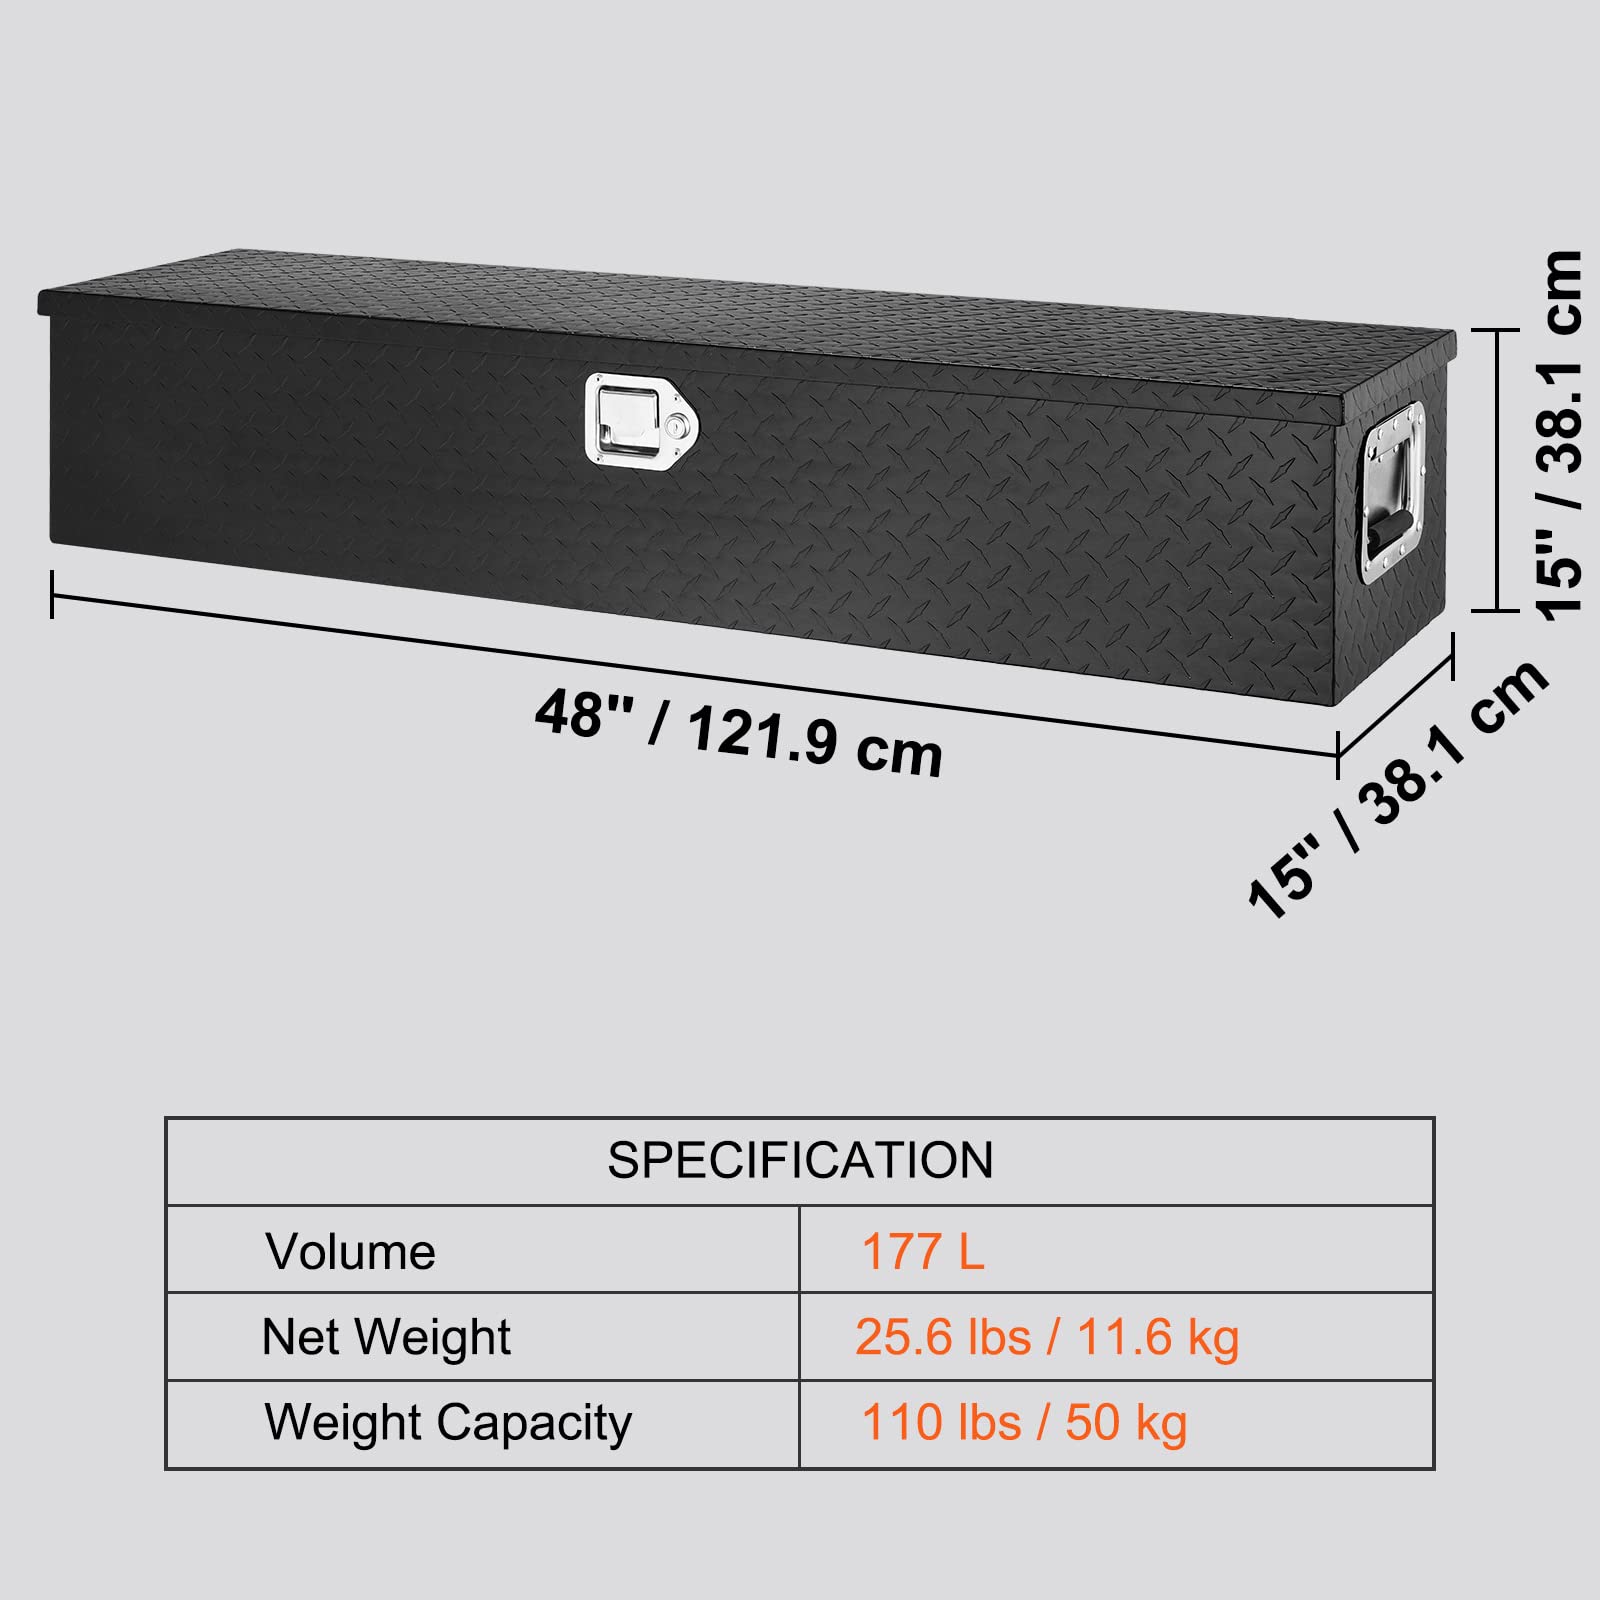 15" / 38.1 cm
48" / 121.9 cm
15" / 38.1 cm
SPECIFICATION
Volume 177 L
Net Weight 25.6 lbs / 11.6 kg
Weight Capacity 110 lbs / 50 kg